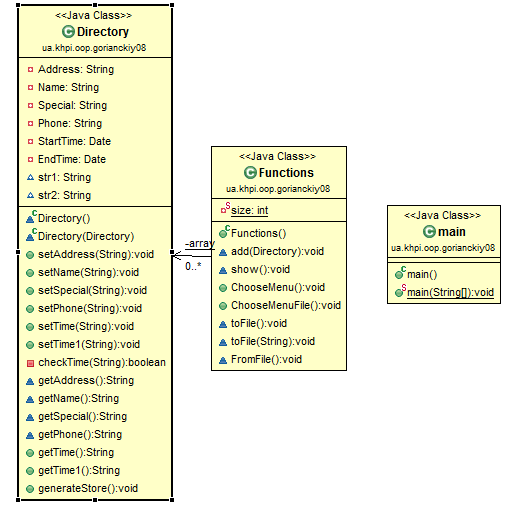 <<Java Class>>
Directory
ua.khpi.oop.gorianckiy08
Address: String
Name: String
Special: String
Phone: String
StartTime: Date
EndTime: Date
str1: String
str2: String
Directory()
Directory(Directory)
setAddress(String):void
setName(String):void
setSpecial(String):void
setPhone(String):void
setTime(String):void
setTime1(String):void
checkTime(String):boolean
getAddress():String
getName():String
getSpecial():String
getPhone():String
getTime():String
getTime1():String
generateStore():void
-array
0..*
<<Java Class>>
Functions
ua.khpi.oop.gorianckiy08
size: int
Functions()
add(Directory):void
show():void
ChooseMenu():void
ChooseMenuFile():void
toFile():void
toFile(String):void
FromFile():void
<<Java Class>>
main
ua.khpi.oop.gorianckiy08
main()
main(String[]):void